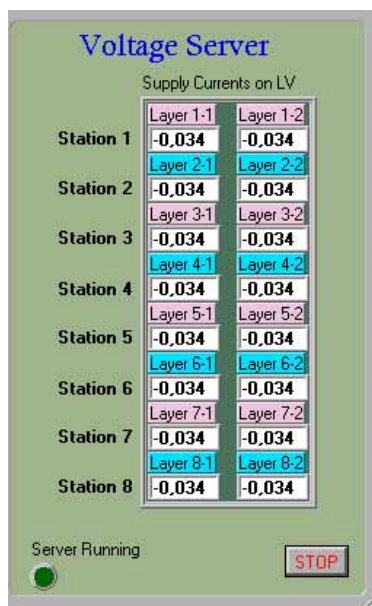 Voltage Server
Supply Currents on LV
Layer 1-1 Layer 1-2
Station 1 -0,034 -0,034
Layer 2-1 Layer 2-2
Station 2 -0,034 -0,034
Layer 3-1 Layer 3-2
Station 3 -0,034 -0,034
Layer 4-1 Layer 4-2
Station 4 -0,034 -0,034
Layer 5-1 Layer 5-2
Station 5 -0,034 -0,034
Layer 6-1 Layer 6-2
Station 6 -0,034 -0,034
Layer 7-1 Layer 7-2
Station 7 -0,034 -0,034
Layer 8-1 Layer 8-2
Station 8 -0,034 -0,034
Server Running
STOP